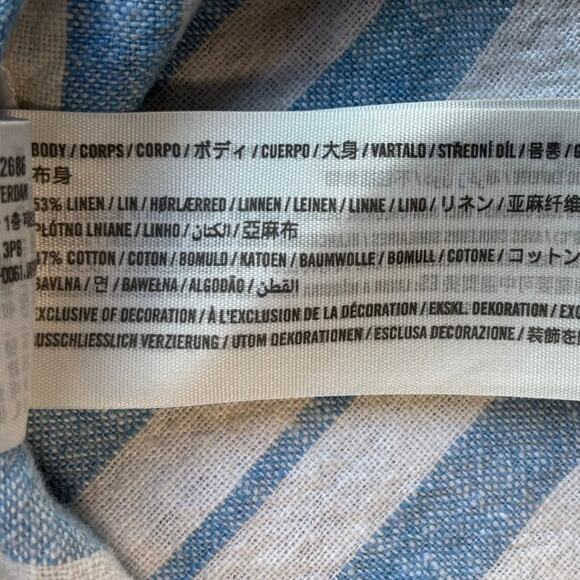 BODY / CORPS / CORPO / ボディ / CUERPO / 大身 / VARTALO / STŘEDNÍ DÍL / 몸통 /
布身
53% LINEN / LIN / HØRLÆRRED / LINNEN / LEINEN / LINNE / LINO / リネン / 亚麻纤维
PŁÓTNO LNIANE / LINHO / الكتان / 亞麻布
47% COTTON / COTON / BOMULD / KATOEN / BAUMWOLLE / BOMULL / COTONE / コットン
BAVLNA / 면 / BAWEŁNA / ALGODÃO / القطن
EXCLUSIVE OF DECORATION / À L'EXCLUSION DE LA DÉCORATION / EKSKL. DEKORATION /
AUSSCHLIESSLICH VERZIERUNG / UTOM DEKORATIONEN / ESCLUSA DECORAZIONE / 装飾を
2686
3PB